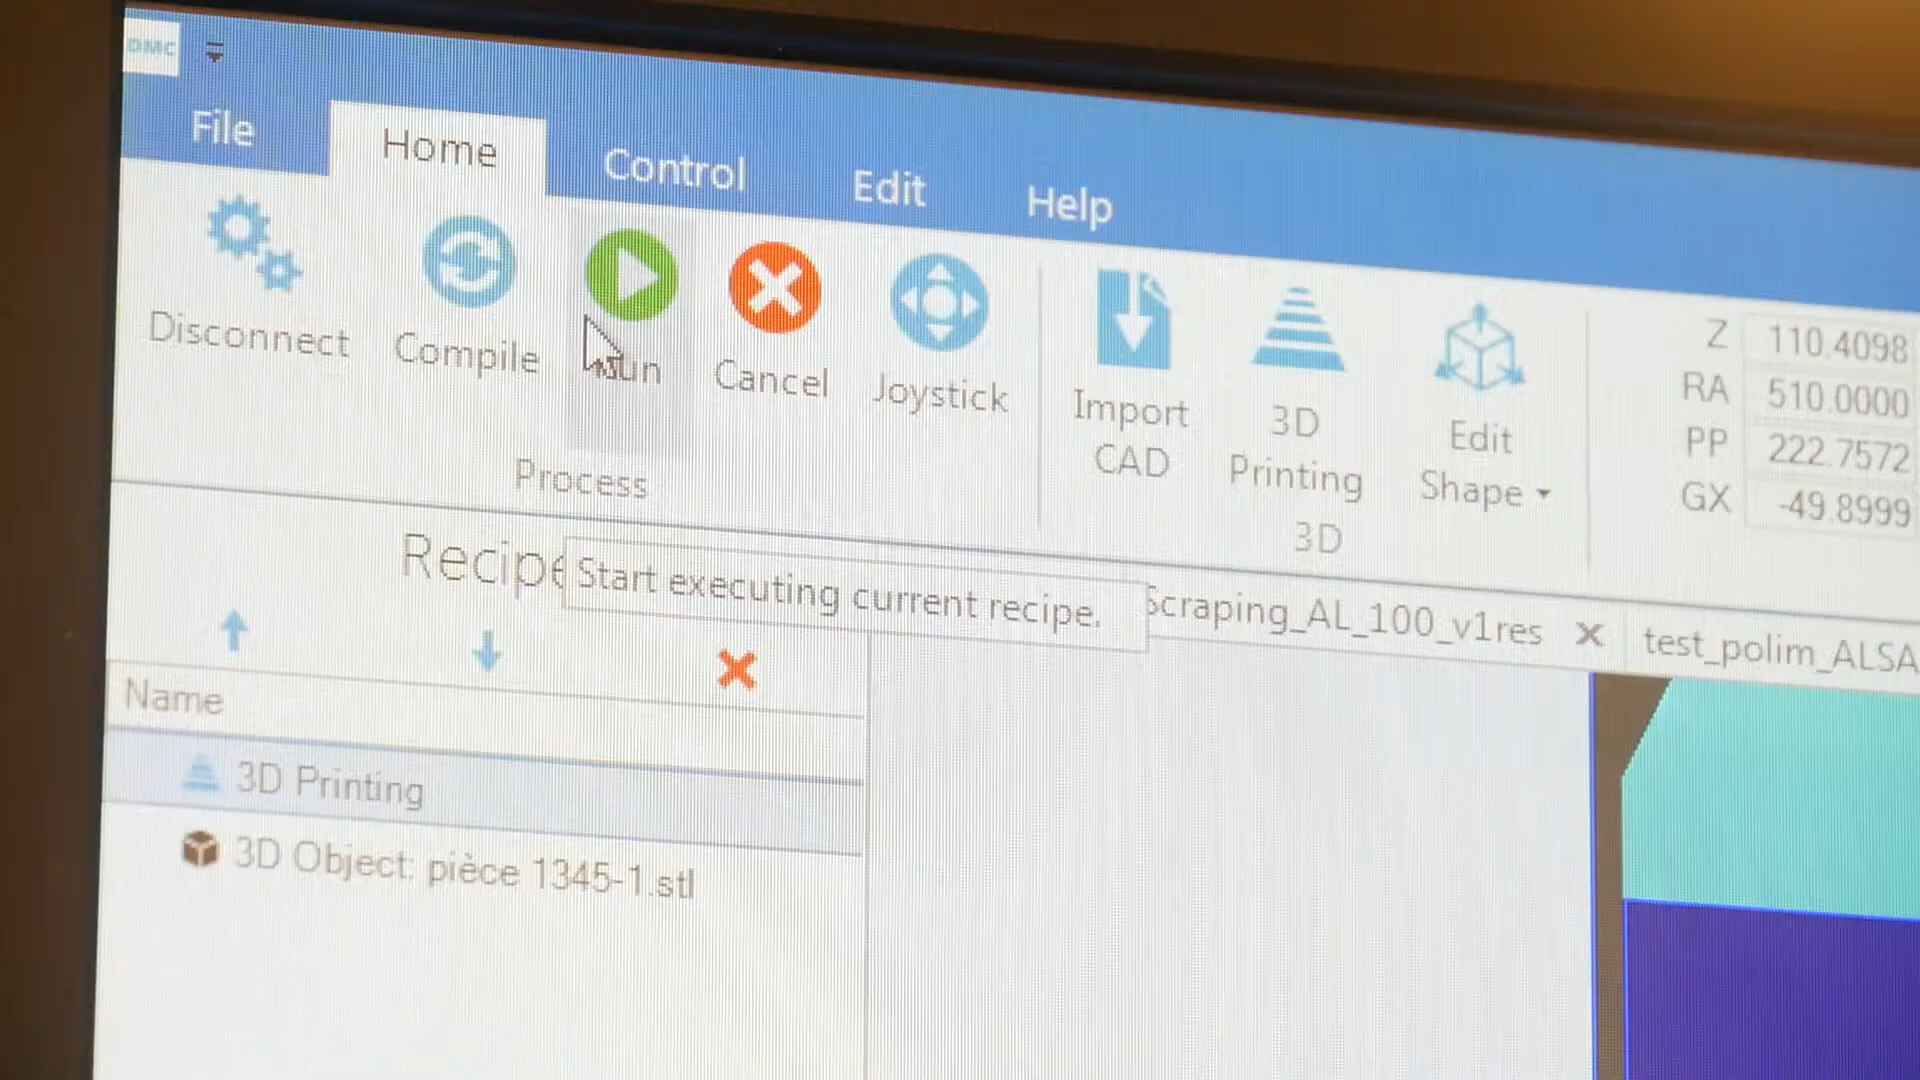 DMC
File Home Control Edit Help
Disconnect Compile Run Cancel Joystick
Process
Import CAD
3D Printing
Edit Shape
3D
Z 110.4098
RA 510.0000
PP 222.7572
GX -49.8999
Start executing current recipe.
Scraping_AL_100_v1res
test_polim_ALSA
Name
3D Printing
3D Object: pièce 1345-1.stl